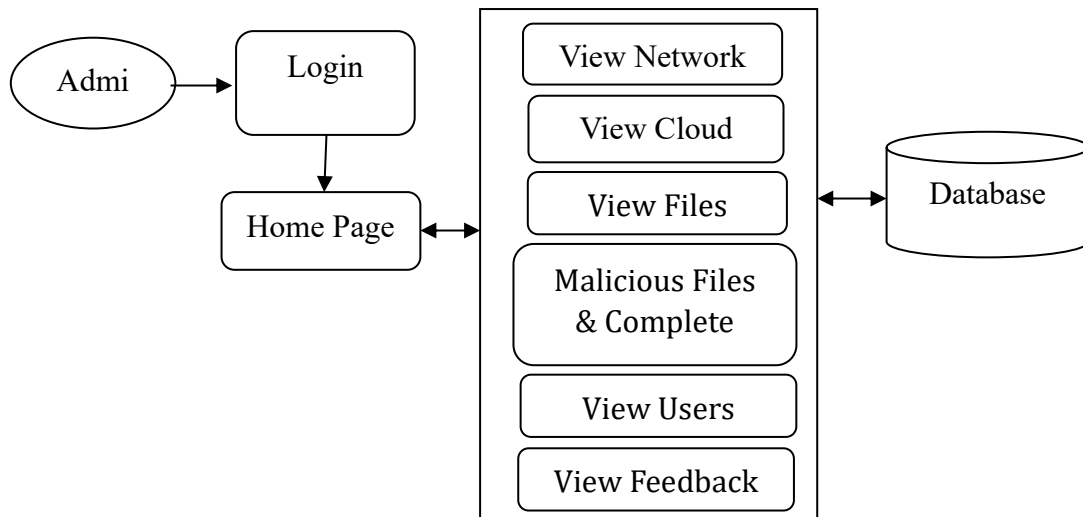 Admi
Login
Home Page
View Network
View Cloud
View Files
Malicious Files
& Complete
View Users
View Feedback
Database